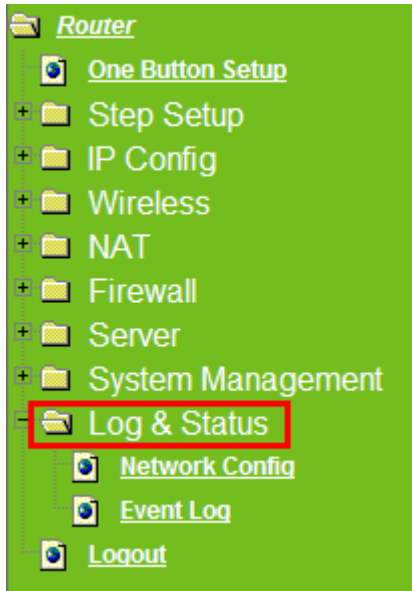 Router
One Button Setup
Step Setup
IP Config
Wireless
NAT
Firewall
Server
System Management
Log & Status
Network Config
Event Log
Logout